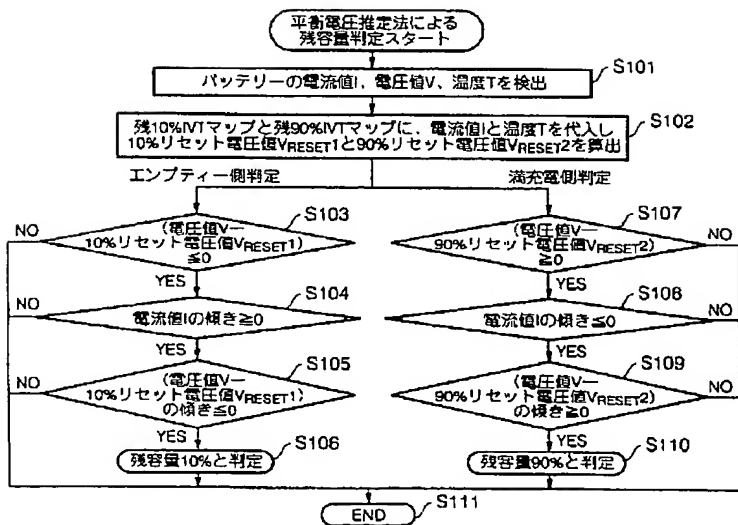 平衡電圧推定法による
残容量判定スタート
S101
バッテリーの電流値I、電圧値V、温度Tを検出
S102
残10%IVTマップと残90%IVTマップに、電流値Iと温度Tを代入し
10%リセット電圧値VRESET1と90%リセット電圧値VRESET2を算出
エンプティー側判定
満充電側判定
S103
NO
(電圧値V－
10%リセット電圧値VRESET1)
≦0
YES
S104
NO
電流値Iの傾き≧0
YES
S105
NO
(電圧値V－
10%リセット電圧値VRESET1)
の傾き≦0
YES
S106
残容量10%と判定
S107
NO
(電圧値V－
90%リセット電圧値VRESET2)
≧0
YES
S108
NO
電流値Iの傾き≦0
YES
S109
NO
(電圧値V－
90%リセット電圧値VRESET2)
の傾き≧0
YES
S110
残容量90%と判定
S111
END